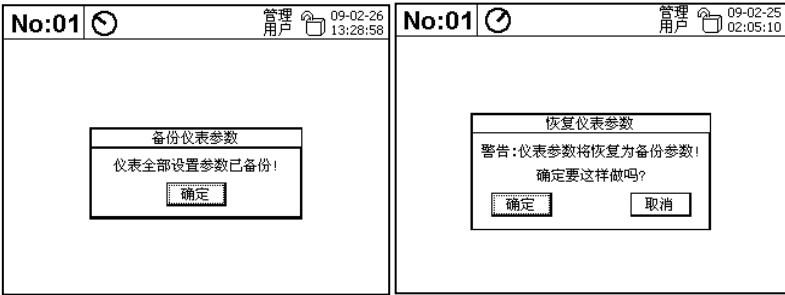 No:01
管理
用户
09-02-26
13:28:58
备份仪表参数
仪表全部设置参数已备份!
确定
No:01
管理
用户
09-02-25
02:05:10
恢复仪表参数
警告:仪表参数将恢复为备份参数!
确定要这样做吗?
确定 取消